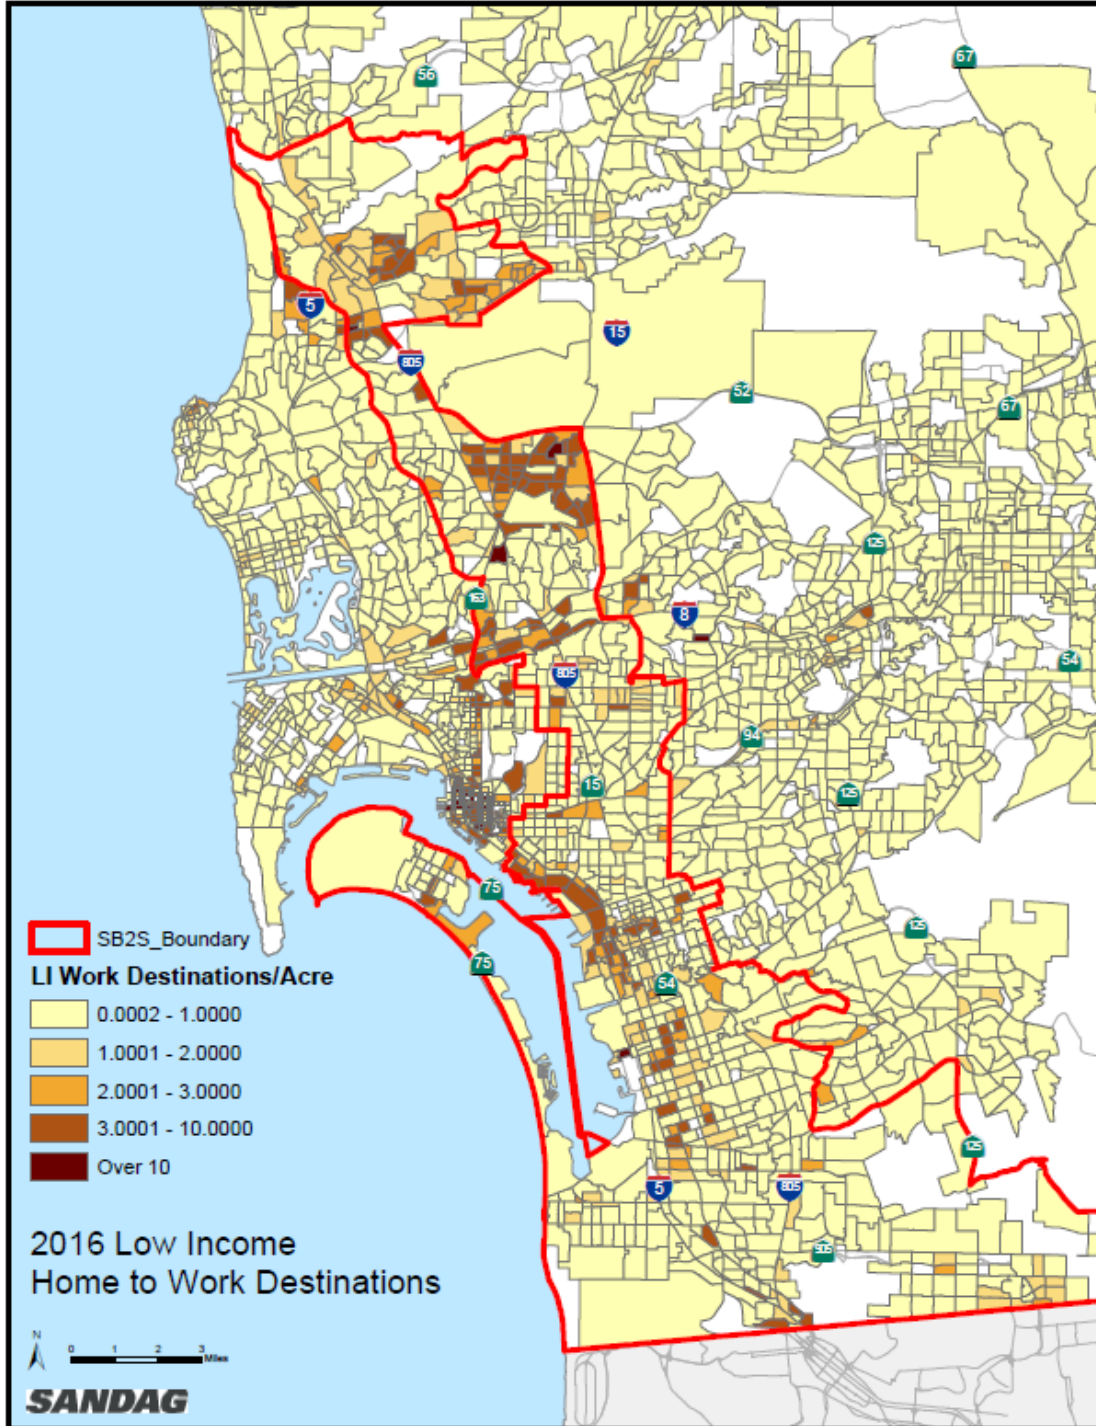 56
67
5
15
805
52
67
125
163
8
54
805
94
15
125
75
125
SB2S_Boundary
75
54
LI Work Destinations/Acre
0.0002 - 1.0000
1.0001 - 2.0000
2.0001 - 3.0000
3.0001 - 10.0000
Over 10
125
5
805
905
2016 Low Income
Home to Work Destinations
N
0 1 2 3
Miles
SANDAG